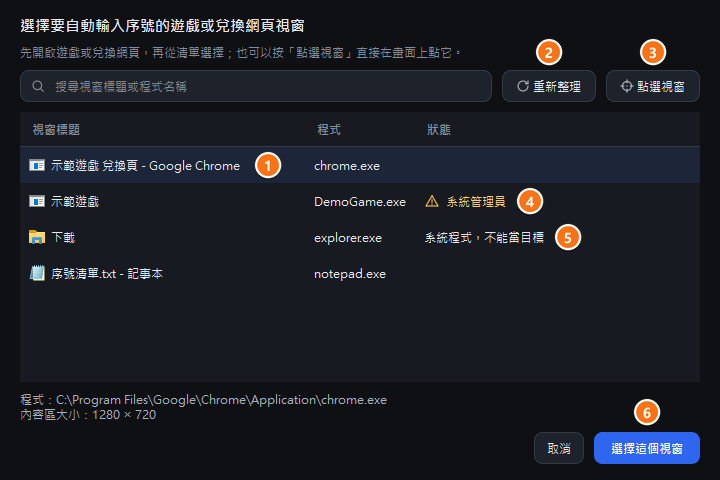 選擇要自動輸入序號的遊戲或兌換網頁視窗
先開啟遊戲或兌換網頁，再從清單選擇；也可以按「點選視窗」直接在畫面上點它。
2
3
搜尋視窗標題或程式名稱
重新整理
點選視窗
視窗標題 程式 狀態
示範遊戲 兌換頁 - Google Chrome 1 chrome.exe
示範遊戲 DemoGame.exe 系統管理員 4
下載 explorer.exe 系統程式，不能當目標 5
序號清單.txt - 記事本 notepad.exe
程式：C:\Program Files\Google\Chrome\Application\chrome.exe
內容區大小：1280 × 720
6
取消
選擇這個視窗